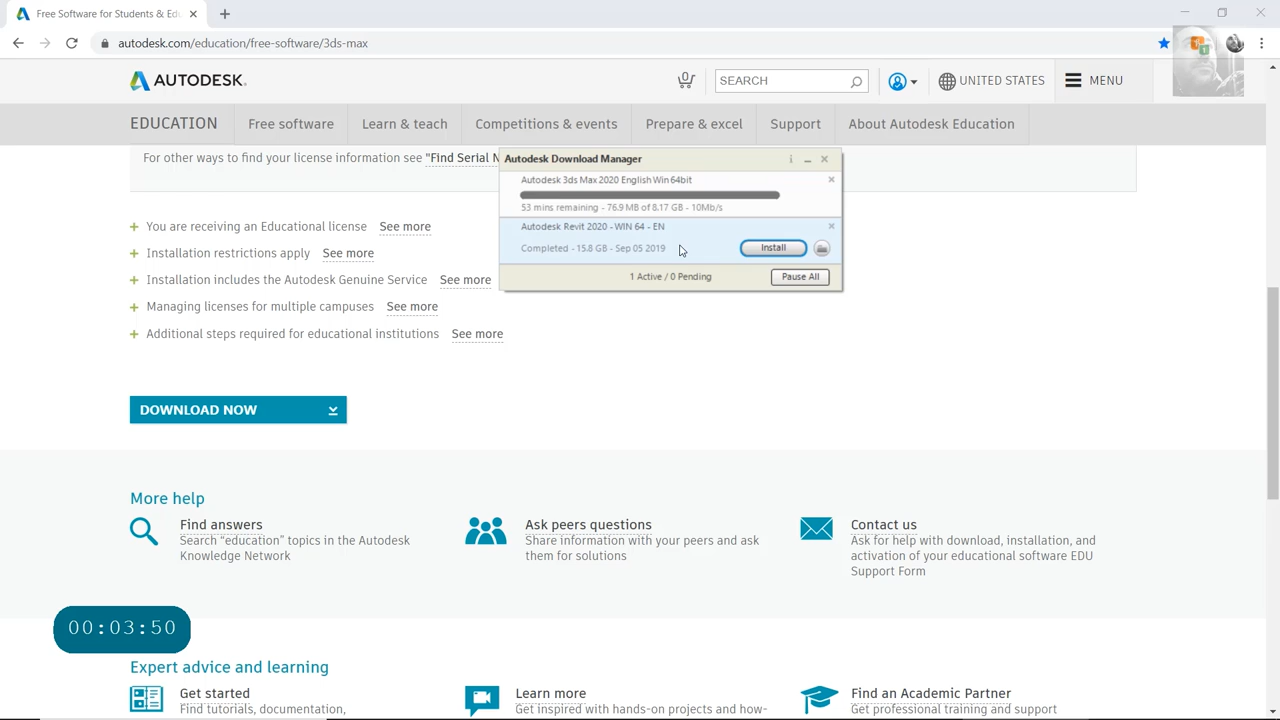 Free Software for Students & Edu
autodesk.com/education/free-software/3ds-max
AUTODESK.
0
SEARCH
UNITED STATES
MENU
EDUCATION
Free software
Learn & teach
Competitions & events
Prepare & excel
Support
About Autodesk Education
For other ways to find your license information see "Find Serial N
Autodesk Download Manager
Autodesk 3ds Max 2020 English Win 64bit
53 mins remaining - 76.9 MB of 8.17 GB - 10Mb/s
Autodesk Revit 2020 - WIN 64 - EN
Completed - 15.8 GB - Sep 05 2019
Install
1 Active / 0 Pending
Pause All
+ You are receiving an Educational license See more
+ Installation restrictions apply See more
+ Installation includes the Autodesk Genuine Service See more
+ Managing licenses for multiple campuses See more
+ Additional steps required for educational institutions See more
DOWNLOAD NOW
More help
Find answers
Search “education” topics in the Autodesk
Knowledge Network
Ask peers questions
Share information with your peers and ask
them for solutions
Contact us
Ask for help with download, installation, and
activation of your educational software EDU
Support Form
00:03:50
Expert advice and learning
Get started
Find tutorials, documentation,
Learn more
Get inspired with hands-on projects and how-
Find an Academic Partner
Get professional training and support